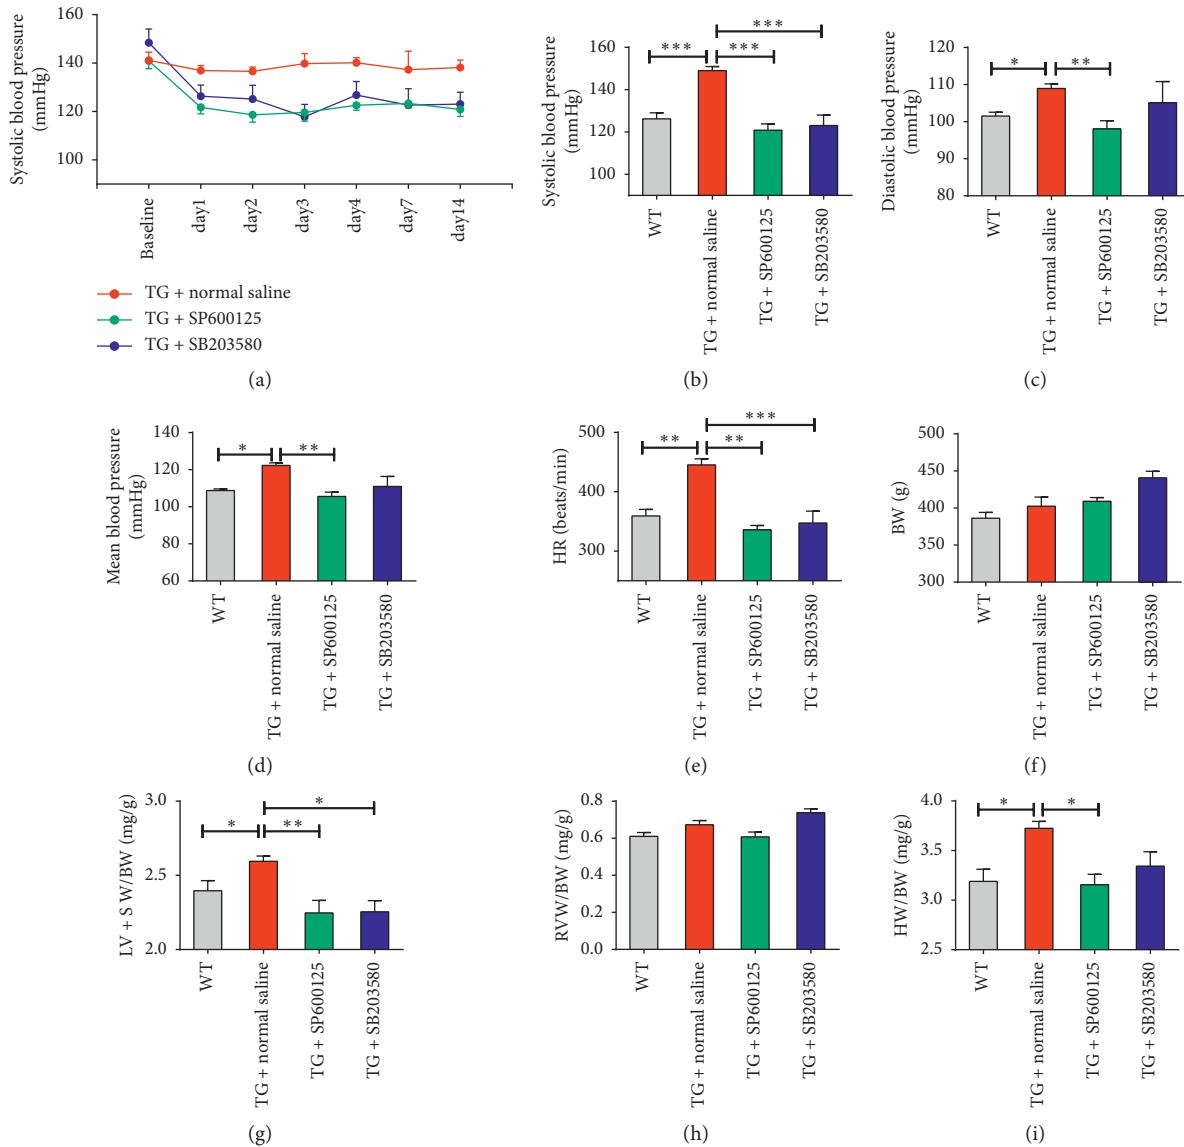 Systolic blood pressure
(mmHg)
160
140
120
100
Baseline
day1
day2
day3
day4
day7
day14
TG + normal saline
TG + SP600125
TG + SB203580
(a)
Systolic blood pressure
(mmHg)
160
140
120
100
***
***
***
WT
TG + normal saline
TG + SP600125
TG + SB203580
(b)
Diastolic blood pressure
(mmHg)
120
110
100
90
80
*
**
WT
TG + normal saline
TG + SP600125
TG + SB203580
(c)
Mean blood pressure
(mmHg)
140
120
100
80
60
*
**
WT
TG + normal saline
TG + SP600125
TG + SB203580
(d)
HR (beats/min)
500
400
300
***
**
**
WT
TG + normal saline
TG + SP600125
TG + SB203580
(e)
BW (g)
500
450
400
350
300
WT
TG + normal saline
TG + SP600125
TG + SB203580
(f)
LV + S W/BW (mg/g)
3.0
2.5
2.0
*
*
**
WT
TG + normal saline
TG + SP600125
TG + SB203580
(g)
RVW/BW (mg/g)
0.8
0.6
0.4
0.2
0.0
WT
TG + normal saline
TG + SP600125
TG + SB203580
(h)
HW/BW (mg/g)
4.0
3.5
3.0
2.5
*
*
WT
TG + normal saline
TG + SP600125
TG + SB203580
(i)